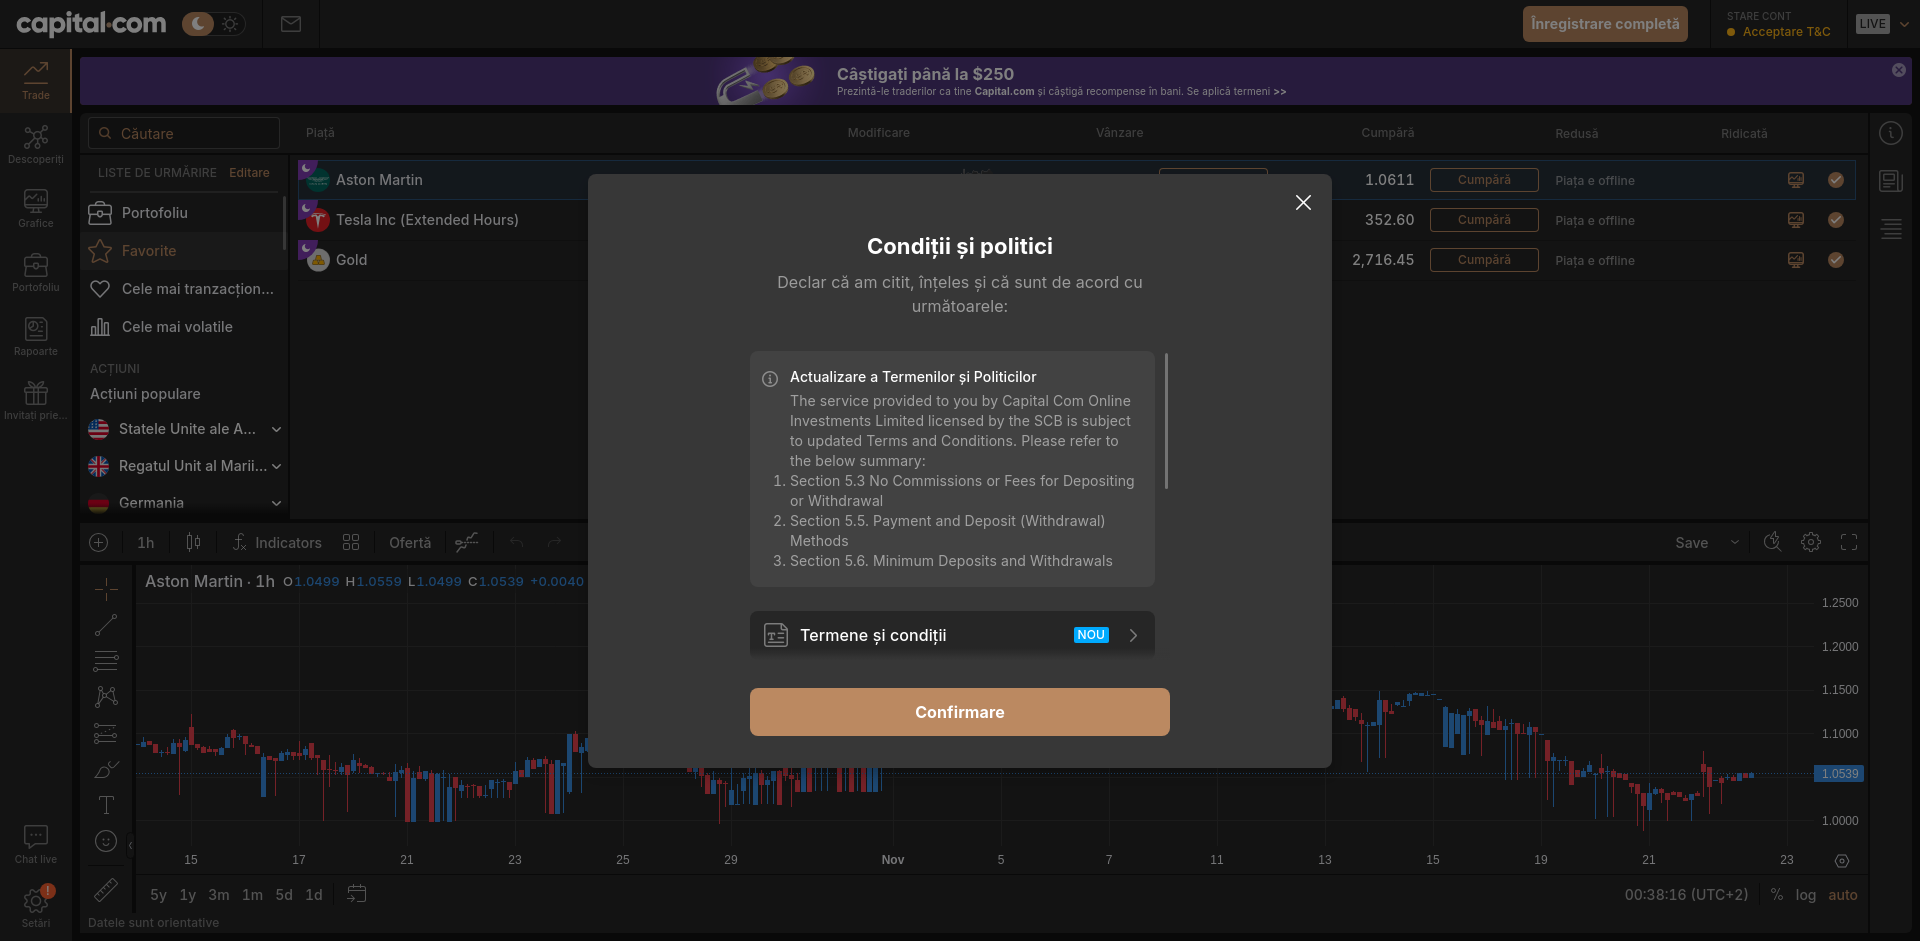 capital.com
Înregistrare completă
STARE CONT
Acceptare T&C
LIVE
Trade
Câștigați până la $250
Prezintă-le traderilor ca tine Capital.com și câștigă recompense în bani. Se aplică termeni >>
Descoperiți
Grafice
Portofoliu
Rapoarte
Invitați prie...
Chat live
Setări
Căutare
Piață
Modificare
Vânzare
Cumpără
Redusă
Ridicată
LISTE DE URMĂRIRE
Editare
Portofoliu
Favorite
Cele mai tranzacțion...
Cele mai volatile
ACȚIUNI
Acțiuni populare
Statele Unite ale A...
Regatul Unit al Marii...
Germania
Aston Martin
1.0611
Cumpără
Piața e offline
Tesla Inc (Extended Hours)
352.60
Cumpără
Piața e offline
Gold
2,716.45
Cumpără
Piața e offline
Condiții și politici
Declar că am citit, înțeles și că sunt de acord cu
următoarele:
Actualizare a Termenilor și Politicilor
The service provided to you by Capital Com Online
Investments Limited licensed by the SCB is subject
to updated Terms and Conditions. Please refer to
the below summary:
1. Section 5.3 No Commissions or Fees for Depositing
or Withdrawal
2. Section 5.5. Payment and Deposit (Withdrawal)
Methods
3. Section 5.6. Minimum Deposits and Withdrawals
Termene și condiții
NOU
Confirmare
1h
Indicators
Ofertă
Save
Aston Martin · 1h O1.0499 H1.0559 L1.0499 C1.0539 +0.0040
1.2500
1.2000
1.1500
1.1000
1.0539
1.0000
15 17 21 23 25 29 Nov 5 7 11 13 15 19 21 23
5y 1y 3m 1m 5d 1d
00:38:16 (UTC+2)
% log auto
Datele sunt orientative